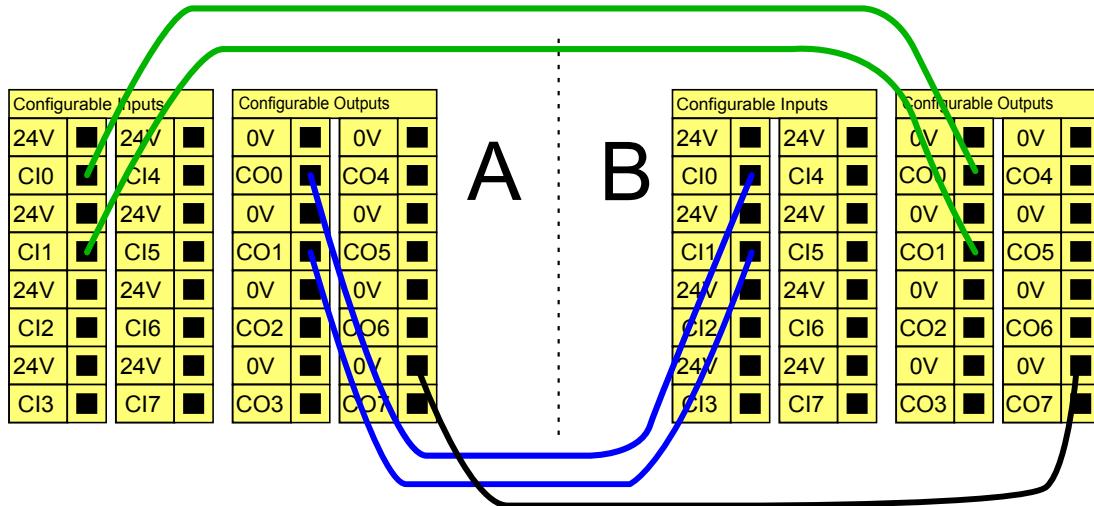 Configurable Inputs Configurable Outputs Configurable Inputs Configurable Outputs
24V 24V 0V 0V A B 24V 24V 0V 0V
CI0 CI4 CO0 CO4 CI0 CI4 CO0 CO4
24V 24V 0V 0V 24V 24V 0V 0V
CI1 CI5 CO1 CO5 CI1 CI5 CO1 CO5
24V 24V 0V 0V 24V 24V 0V 0V
CI2 CI6 CO2 CO6 CI2 CI6 CO2 CO6
24V 24V 0V 0V 24V 24V 0V 0V
CI3 CI7 CO3 CO7 CI3 CI7 CO3 CO7